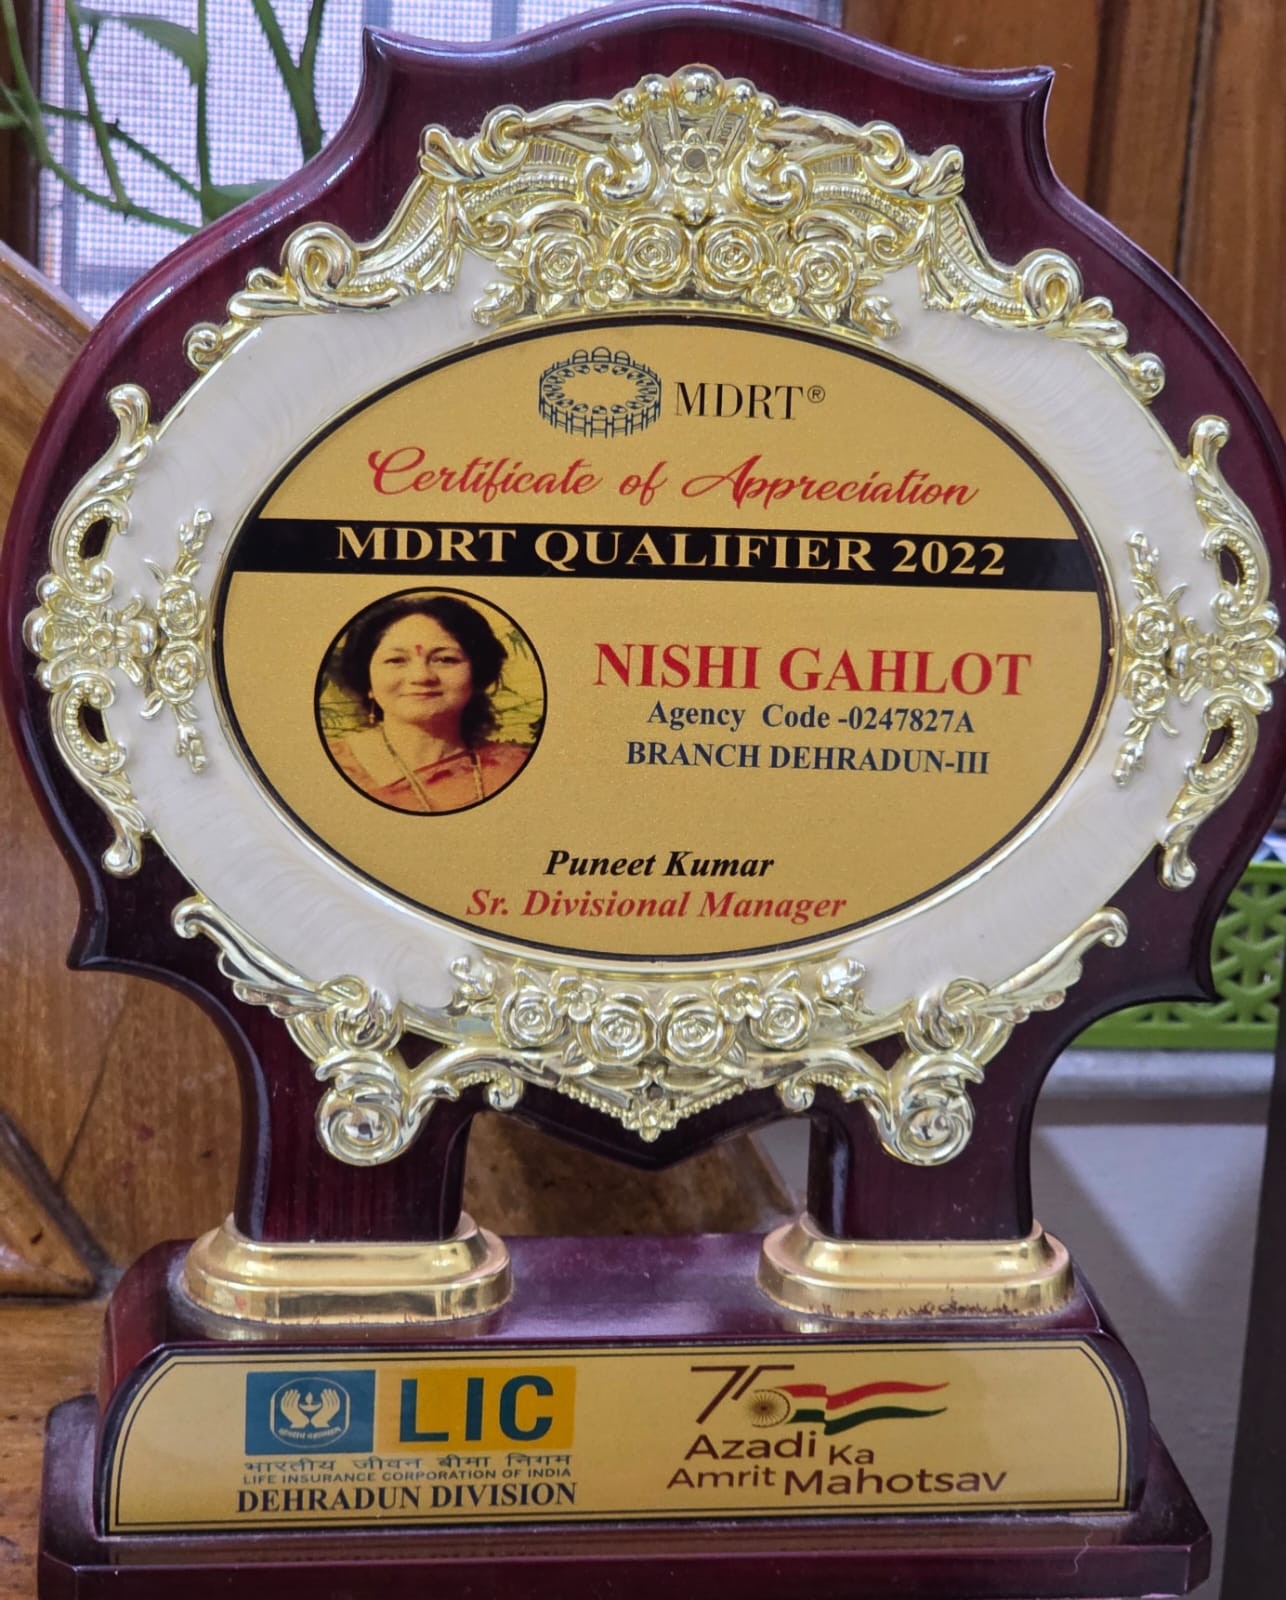 MDRT®
Certificate of Appreciation
MDRT QUALIFIER 2022
NISHI GAHLOT
Agency Code -0247827A
BRANCH DEHRADUN-III
Puneet Kumar
Sr. Divisional Manager
LIC
भारतीय जीवन बीमा निगम
LIFE INSURANCE CORPORATION OF INDIA
DEHRADUN DIVISION
75
Azadi Ka
Amrit Mahotsav